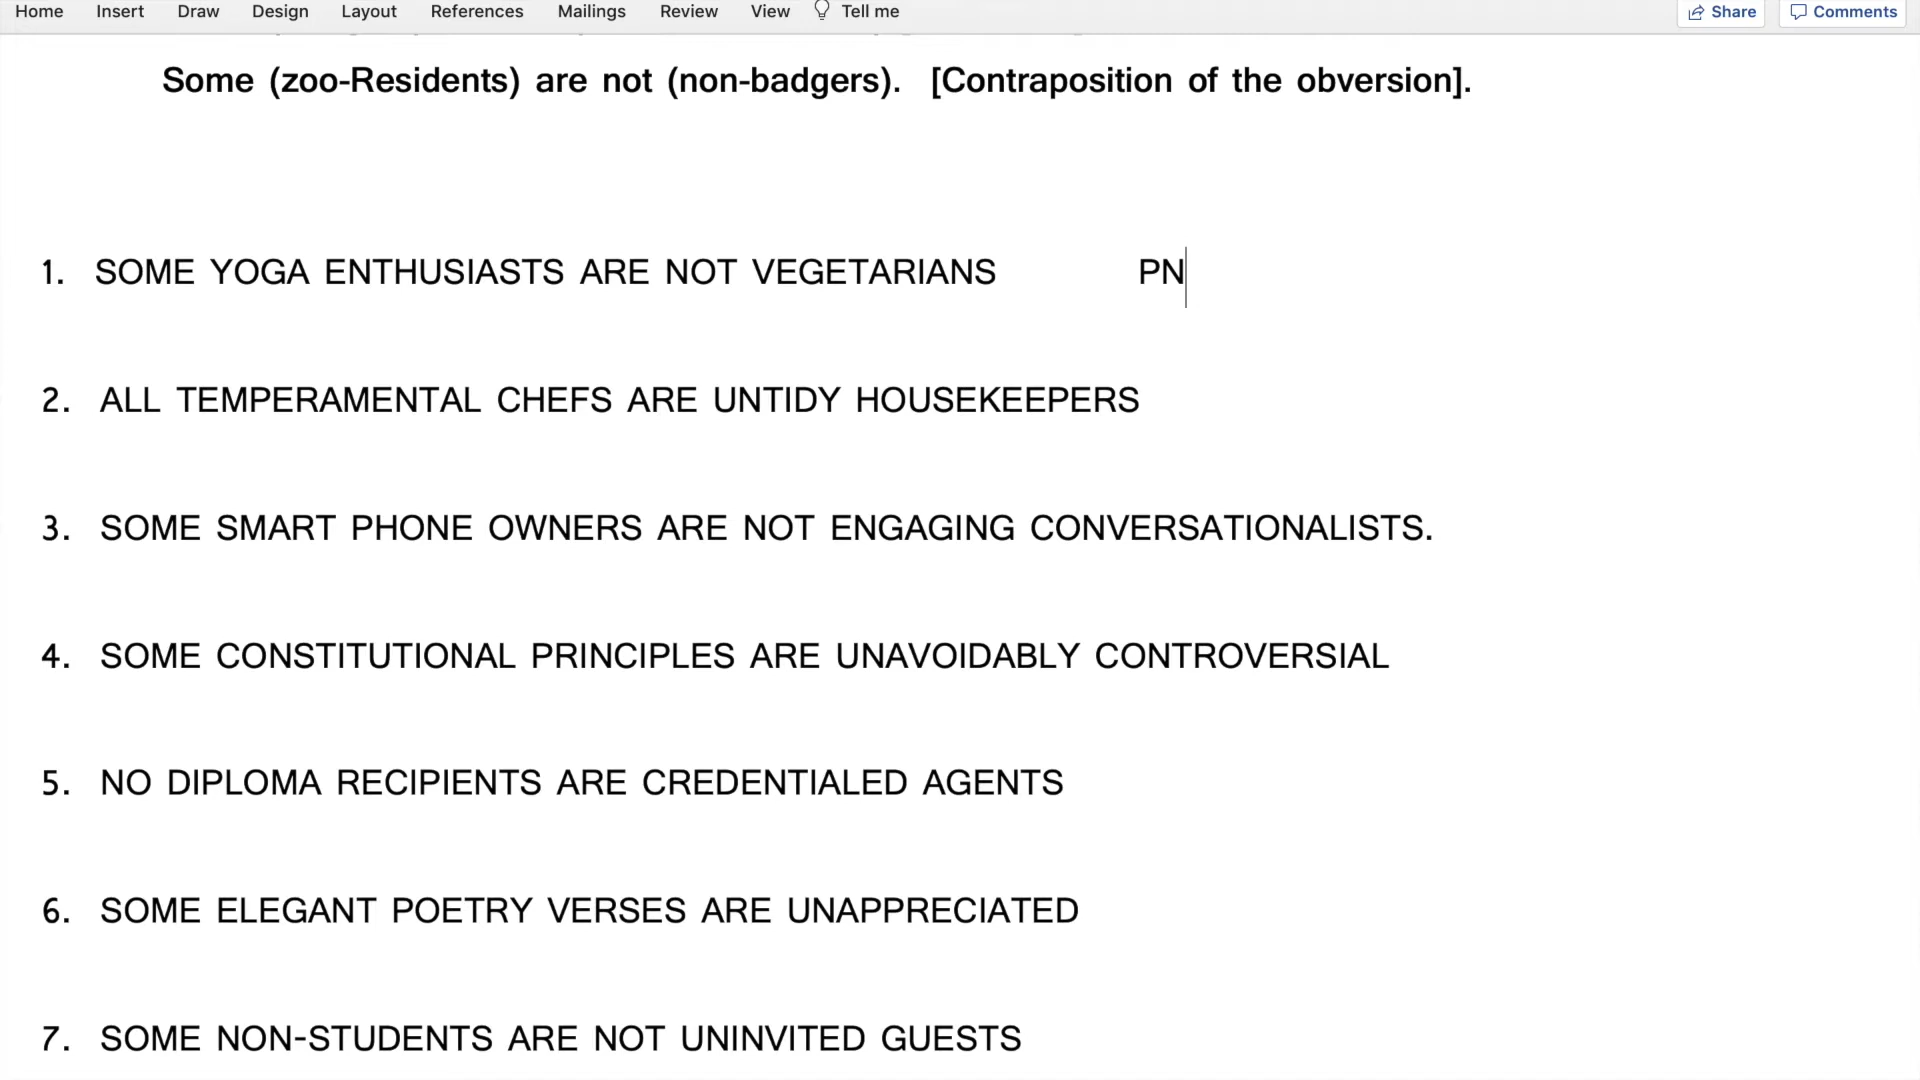 Home Insert Draw Design Layout References Mailings Review View Tell me Share Comments
Some (zoo-Residents) are not (non-badgers). [Contraposition of the obversion].
1. SOME YOGA ENTHUSIASTS ARE NOT VEGETARIANS PN
2. ALL TEMPERAMENTAL CHEFS ARE UNTIDY HOUSEKEEPERS
3. SOME SMART PHONE OWNERS ARE NOT ENGAGING CONVERSATIONALISTS.
4. SOME CONSTITUTIONAL PRINCIPLES ARE UNAVOIDABLY CONTROVERSIAL
5. NO DIPLOMA RECIPIENTS ARE CREDENTIALED AGENTS
6. SOME ELEGANT POETRY VERSES ARE UNAPPRECIATED
7. SOME NON-STUDENTS ARE NOT UNINVITED GUESTS